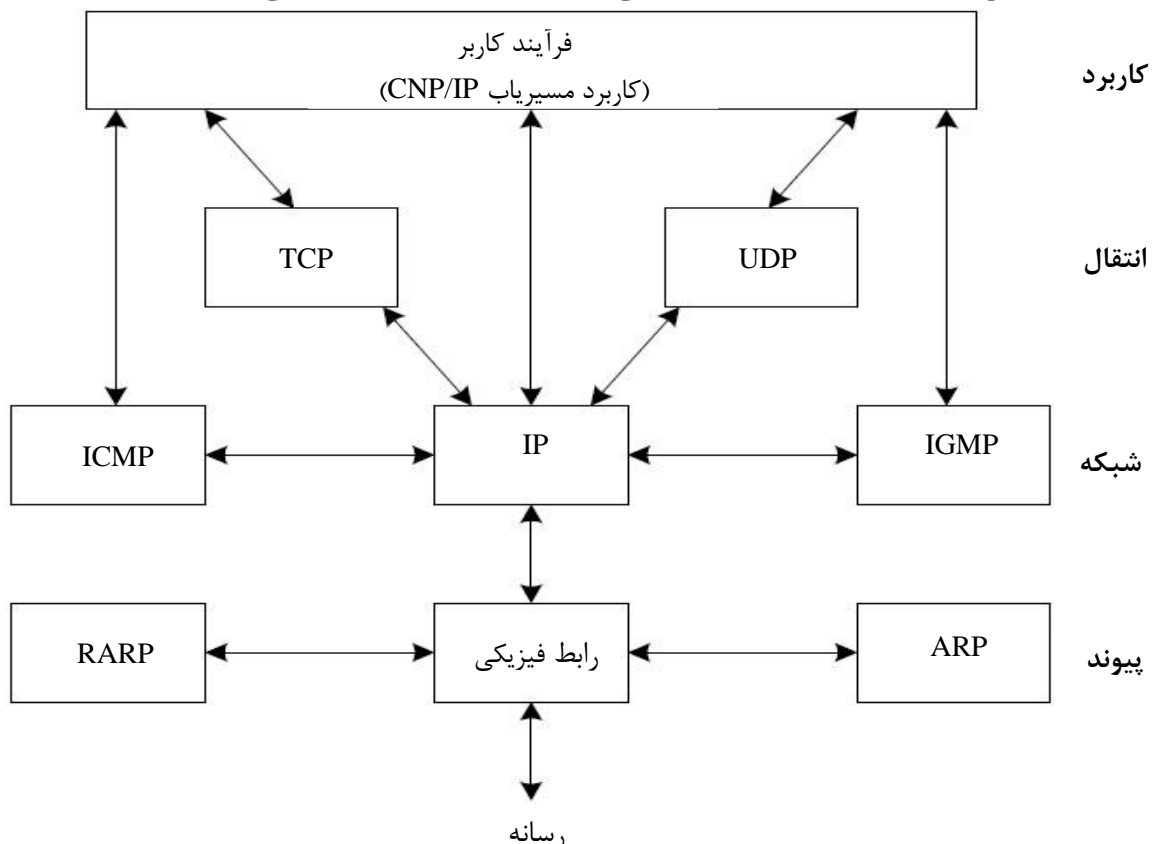 فرآیند کاربر
(کاربرد مسیریاب CNP/IP)
کاربرد
TCP
UDP
انتقال
ICMP
IP
IGMP
شبکه
RARP
رابط فیزیکی
ARP
پیوند
رسانه